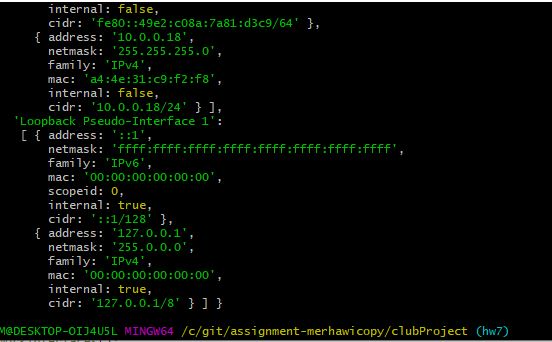 internal: false,
cidr: 'fe80::49e2:c08a:7a81:d3c9/64' },
{ address: '10.0.0.18',
netmask: '255.255.255.0',
family: 'IPv4',
mac: 'a4:4e:31:c9:f2:f8',
internal: false,
cidr: '10.0.0.18/24' } ],
'Loopback Pseudo-Interface 1':
[ { address: '::1',
netmask: 'ffff:ffff:ffff:ffff:ffff:ffff:ffff:ffff',
family: 'IPv6',
mac: '00:00:00:00:00:00',
scopeid: 0,
internal: true,
cidr: '::1/128' },
{ address: '127.0.0.1',
netmask: '255.0.0.0',
family: 'IPv4',
mac: '00:00:00:00:00:00',
internal: true,
cidr: '127.0.0.1/8' } ] }
M@DESKTOP-OIJ4U5L MINGW64 /c/git/assignment-merhawicopy/clubProject (hw7)